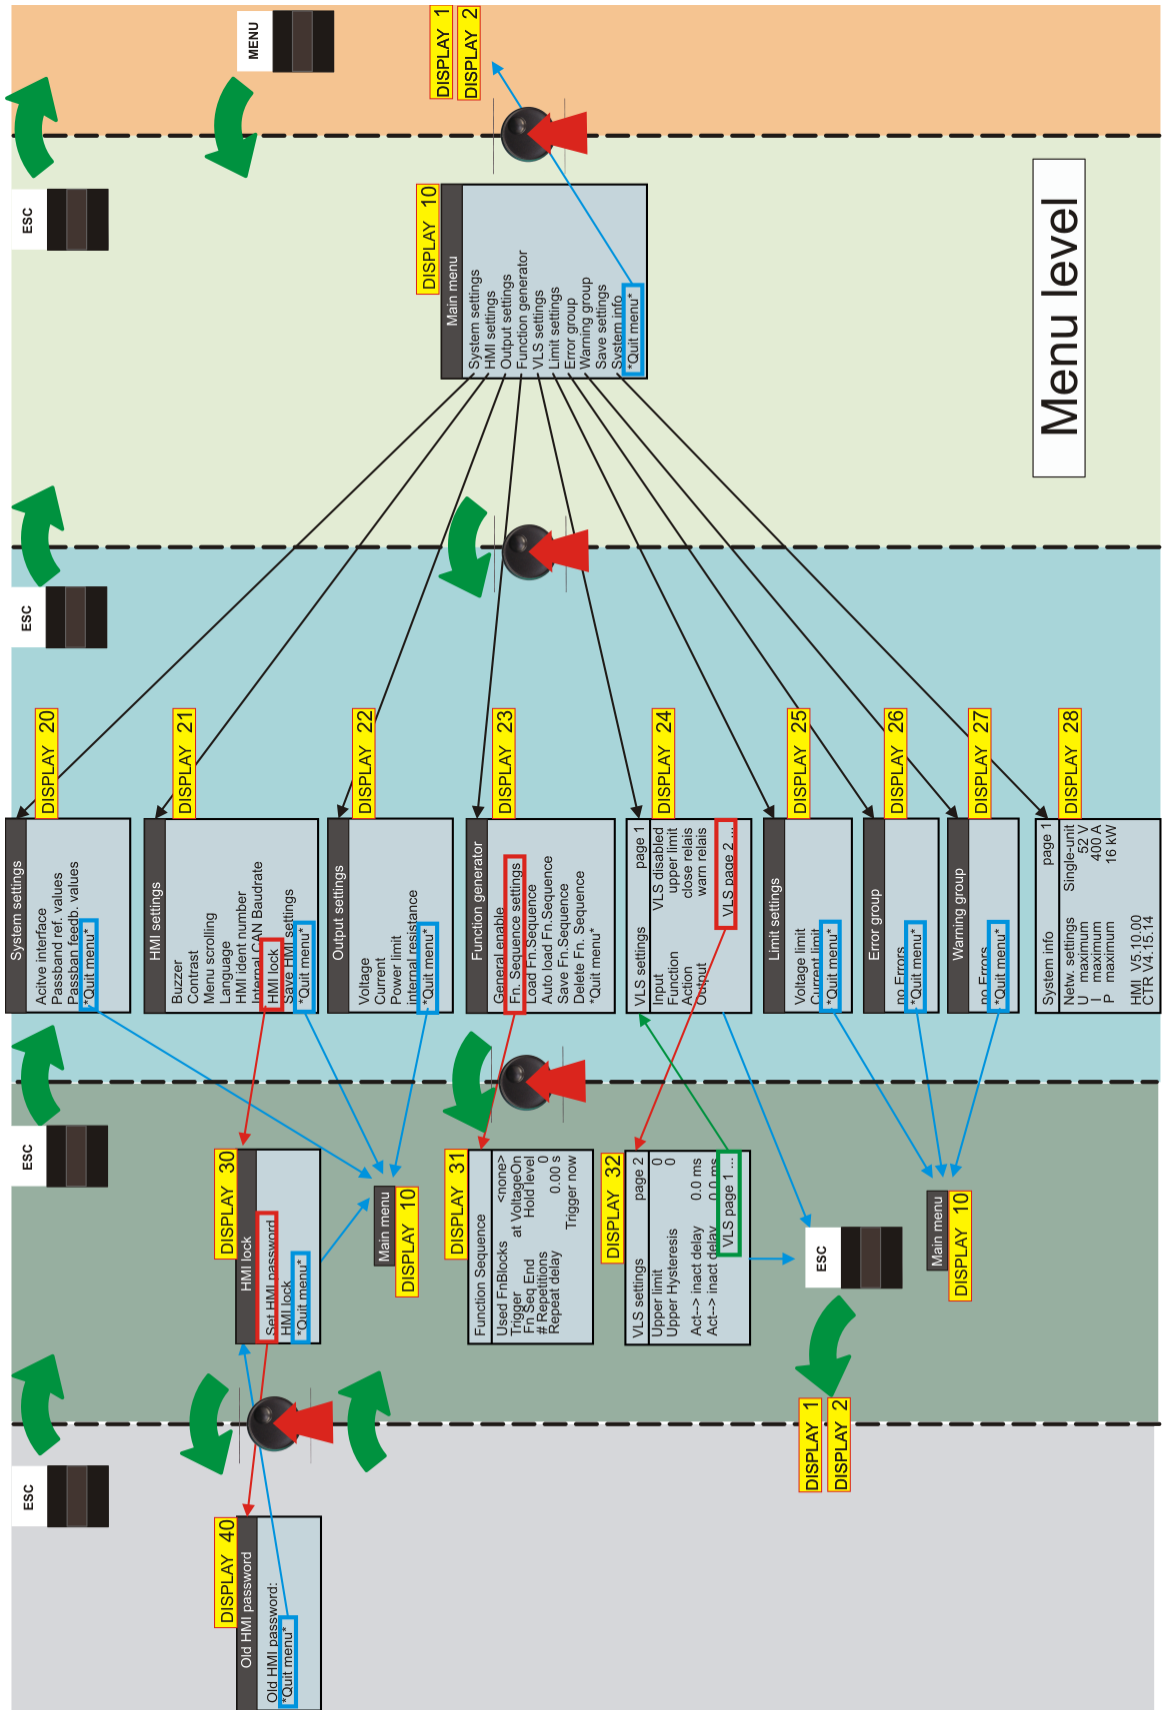 Menu level
MENU
DISPLAY 1
DISPLAY 2
ESC
DISPLAY 10
Main menu
System settings
HMI settings
Output settings
Function generator
VLS settings
Limit settings
Error group
Warning group
Save settings
System info
*Quit menu*
ESC
DISPLAY 20
System settings
Acitve interface
Passband ref. values
Passban feedb. values
*Quit menu*
DISPLAY 21
HMI settings
Buzzer
Contrast
Menu scrolling
Language
HMI ident number
Internal CAN Baudrate
HMI lock
Save HMI settings
*Quit menu*
DISPLAY 22
Output settings
Voltage
Current
Power limit
internal resistance
*Quit menu*
DISPLAY 23
Function generator
General enable
Fn. Sequence settings
Load Fn.Sequence
Auto load Fn.Sequence
Save Fn.Sequence
Delete Fn. Sequence
*Quit menu*
DISPLAY 24
VLS settings page 1
Input VLS disabled
Function upper limit
Action close relais
Output warn relais
VLS page 2 ...
DISPLAY 25
Limit settings
Voltage limit
Current limit
*Quit menu*
DISPLAY 26
Error group
no Errors
*Quit menu*
DISPLAY 27
Warning group
no Errors
*Quit menu*
DISPLAY 28
System info page 1
Netw. settings Single-unit
U maximum 52 V
I maximum 400 A
P maximum 16 kW
HMI V5.10.00
CTR V4.15.14
ESC
DISPLAY 30
HMI lock
Set HMI password
HMI lock
*Quit menu*
Main menu
DISPLAY 10
DISPLAY 31
Function Sequence
Used FnBlocks <none>
Trigger at VoltageOn
Fn Seq End Hold level
# Repetitions 0
Repeat delay 0.00 s
Trigger now
DISPLAY 32
VLS settings page 2
Upper limit 0
Upper Hysteresis 0
Act--> inact delay 0.0 ms
Act--> inact delay 0.0 ms
VLS page 1 ...
ESC
DISPLAY 1
DISPLAY 2
Main menu
DISPLAY 10
ESC
DISPLAY 40
Old HMI password
Old HMI password:
*Quit menu*